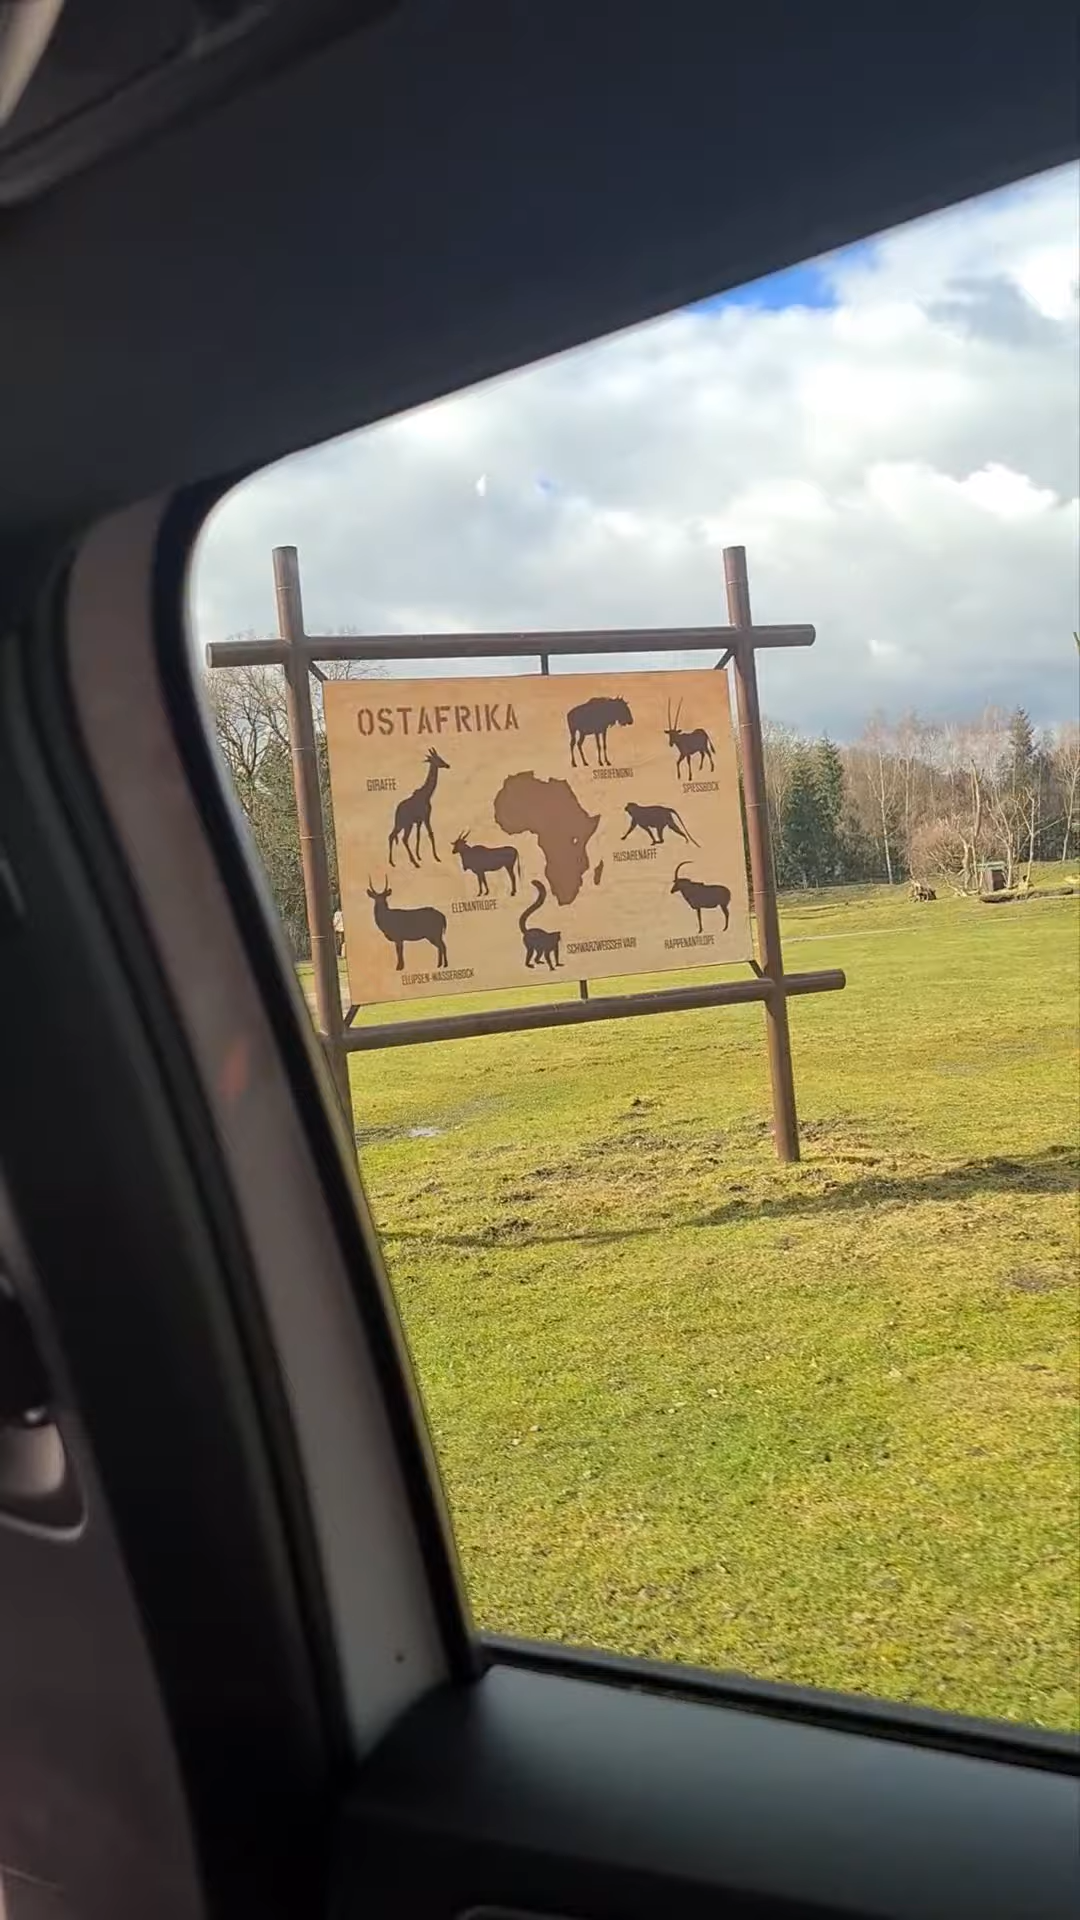 OSTAFRIKA
STREIFENGNU
GIRAFFE
SPIESSBOCK
HUSARENAFFE
ELENANTILOPE
SCHWARZWEISSER VARI
RAPPENANTILOPE
ELLIPSEN-WASSERBOCK